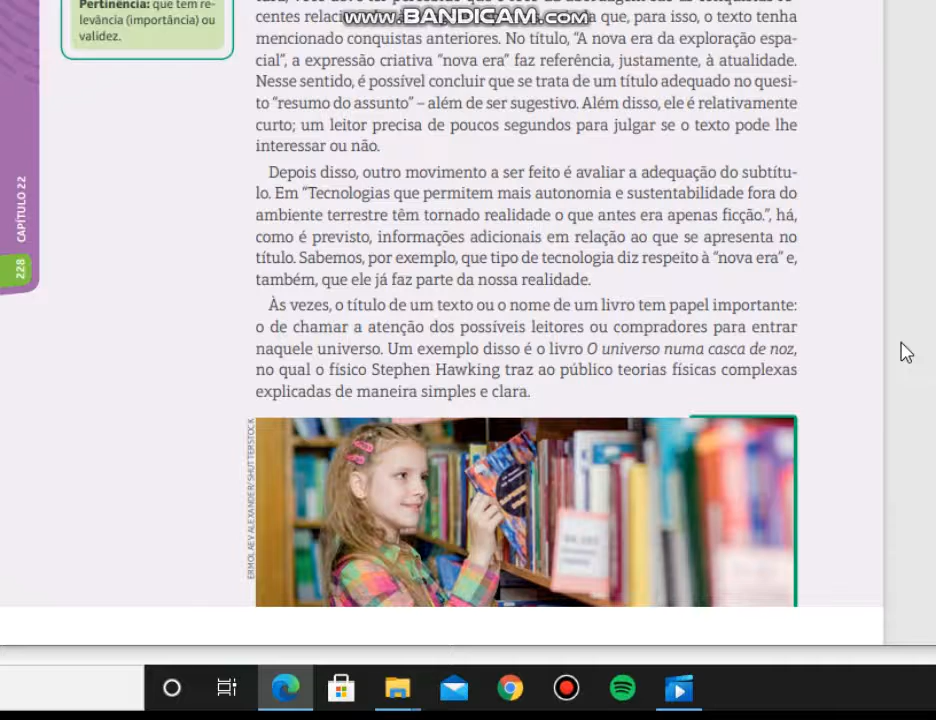 Pertinência: que tem re-
levância (importância) ou
validez.
www.BANDICAM.com
centes
que, para isso, o texto tenha
mencionado conquistas anteriores. No título, “A nova era da exploração espa-
cial”, a expressão criativa “nova era” faz referência, justamente, à atualidade.
Nesse sentido, é possível concluir que se trata de um título adequado no quesi-
to “resumo do assunto” – além de ser sugestivo. Além disso, ele é relativamente
curto; um leitor precisa de poucos segundos para julgar se o texto pode lhe
interessar ou não.
Depois disso, outro movimento a ser feito é avaliar a adequação do subtítu-
lo. Em “Tecnologias que permitem mais autonomia e sustentabilidade fora do
ambiente terrestre têm tornado realidade o que antes era apenas ficção.”, há,
como é previsto, informações adicionais em relação ao que se apresenta no
título. Sabemos, por exemplo, que tipo de tecnologia diz respeito à “nova era” e,
também, que ele já faz parte da nossa realidade.
Às vezes, o título de um texto ou o nome de um livro tem papel importante:
o de chamar a atenção dos possíveis leitores ou compradores para entrar
naquele universo. Um exemplo disso é o livro O universo numa casca de noz,
no qual o físico Stephen Hawking traz ao público teorias físicas complexas
explicadas de maneira simples e clara.
CAPÍTULO 22
228
ERMOLAEV ALEXANDER/SHUTTERSTOCK